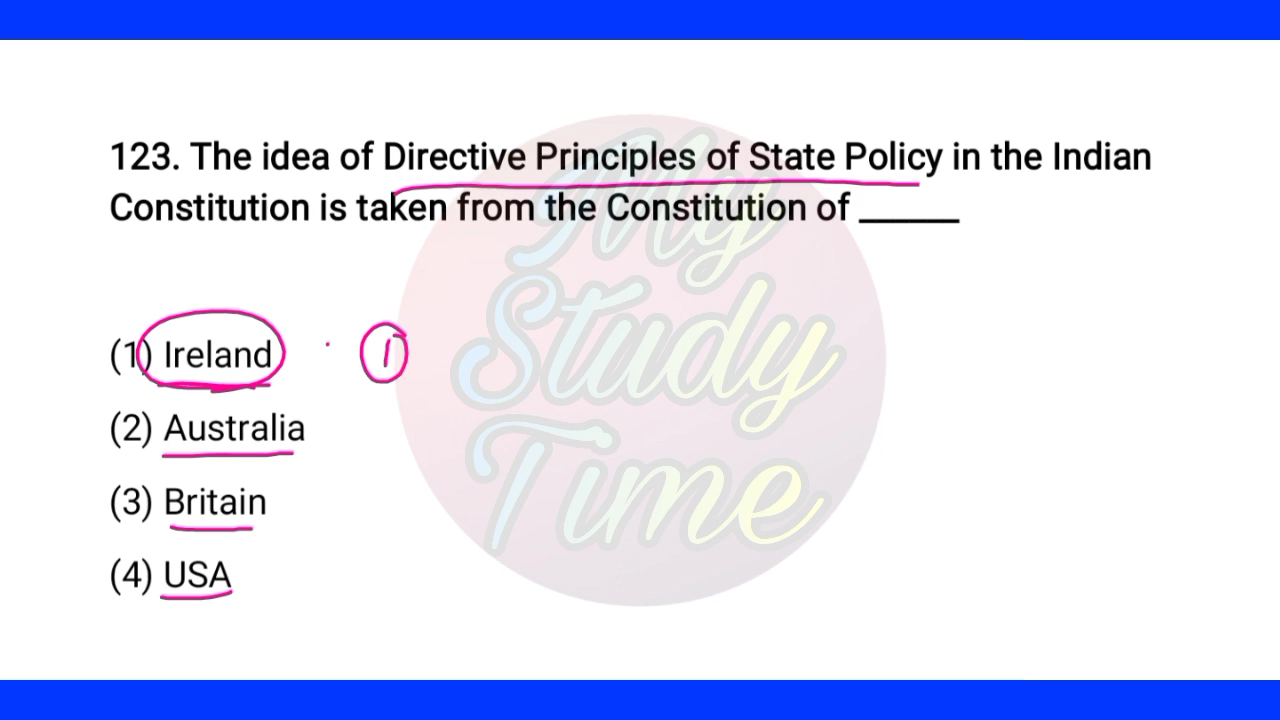 123. The idea of Directive Principles of State Policy in the Indian
Constitution is taken from the Constitution of ______
(1) Ireland 1
(2) Australia
(3) Britain
(4) USA
My
Study
Time